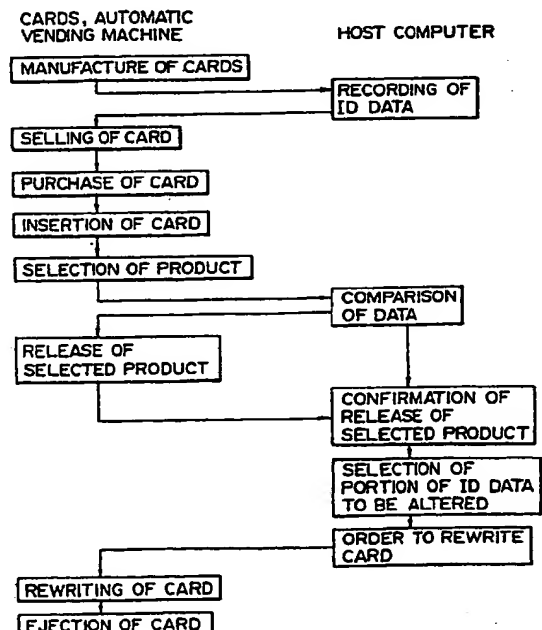 CARDS, AUTOMATIC
VENDING MACHINE
HOST COMPUTER
MANUFACTURE OF CARDS
RECORDING OF
ID DATA
SELLING OF CARD
PURCHASE OF CARD
INSERTION OF CARD
SELECTION OF PRODUCT
COMPARISON
OF DATA
RELEASE OF
SELECTED PRODUCT
CONFIRMATION OF
RELEASE OF
SELECTED PRODUCT
SELECTION OF
PORTION OF ID DATA
TO BE ALTERED
ORDER TO REWRITE
CARD
REWRITING OF CARD
EJECTION OF CARD